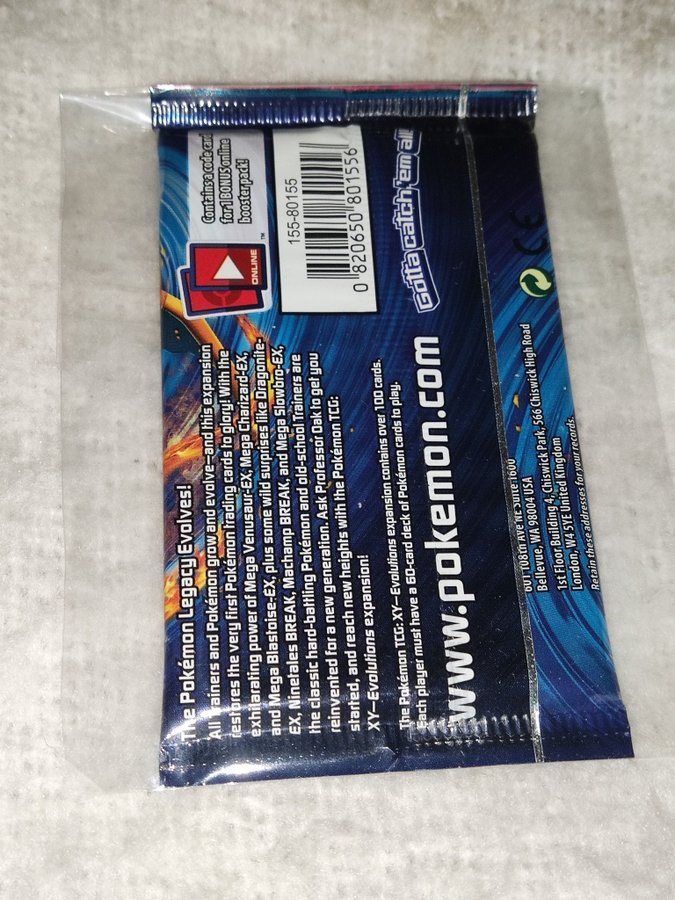 The Pokémon Legacy Evolves!
All Trainers and Pokémon grow and evolve—and this expansion
restores the very first Pokémon trading cards to glory! With the
exhilarating power of Mega Venusaur-EX, Mega Charizard-EX,
and Mega Blastoise-EX, plus some wild surprises like Dragonite-
EX, Ninetales BREAK, Machamp BREAK, and Mega Slowbro-EX,
the classic hard-battling Pokémon and old-school Trainers are
reinvented for a new generation. Ask Professor Oak to get you
started, and reach new heights with the Pokémon TCG:
XY—Evolutions expansion!
The Pokémon TCG: XY—Evolutions expansion contains over 100 cards.
Each player must have a 60-card deck of Pokémon cards to play.
www.pokemon.com
ONLINE
TM
Contains a code card
for 1 BONUS online
booster pack!
155-80155
0 820650 801556
Gotta catch 'em all
CE
601 108th Ave NE Suite 1600
Bellevue, WA 98004 USA
1st Floor Building 4, Chiswick Park, 566 Chiswick High Road
London, W4 5YE United Kingdom
Retain these addresses for your records.